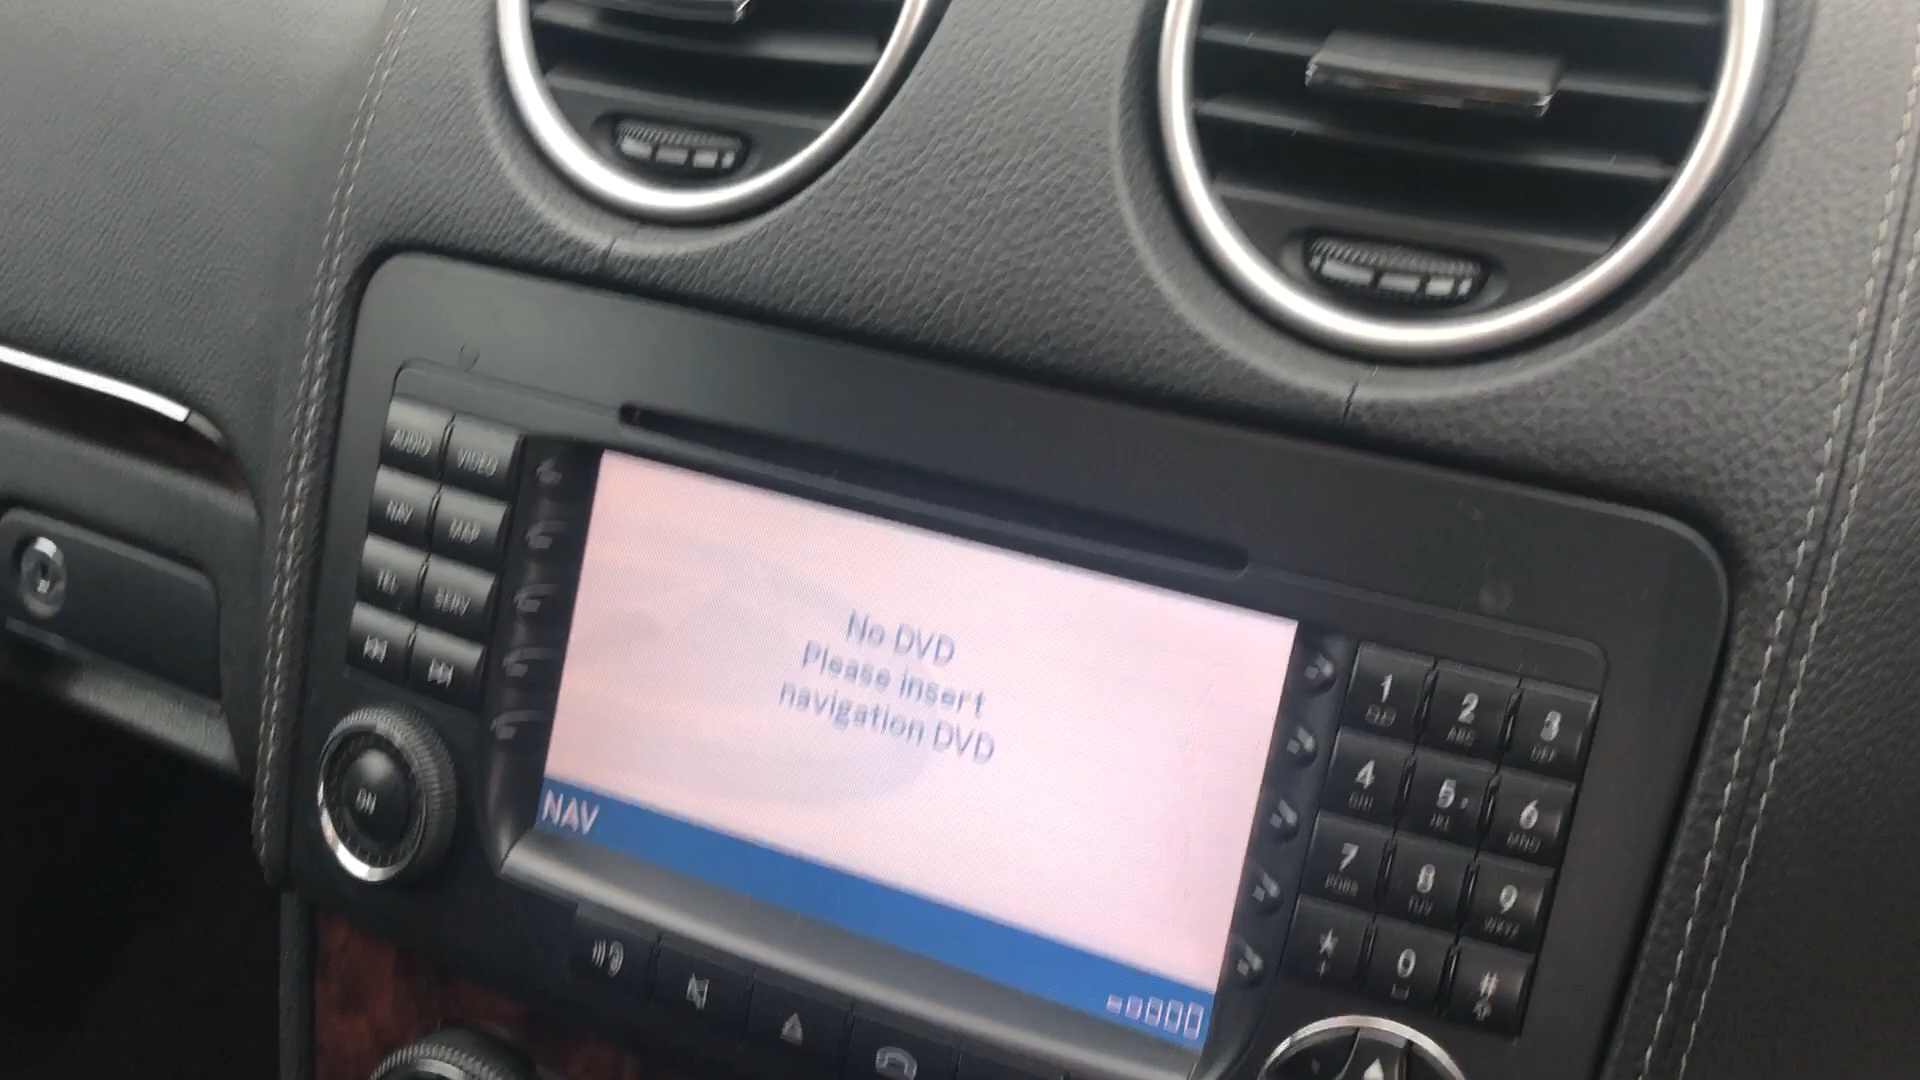 AUDIO VIDEO
NAV MAP
TEL SERV
ON
No DVD
Please insert
navigation DVD
NAV
1 2 3
ABC DEF
4 5 6
GHI JKL MNO
7 8 9
PQRS TUV WXYZ
* 0 #